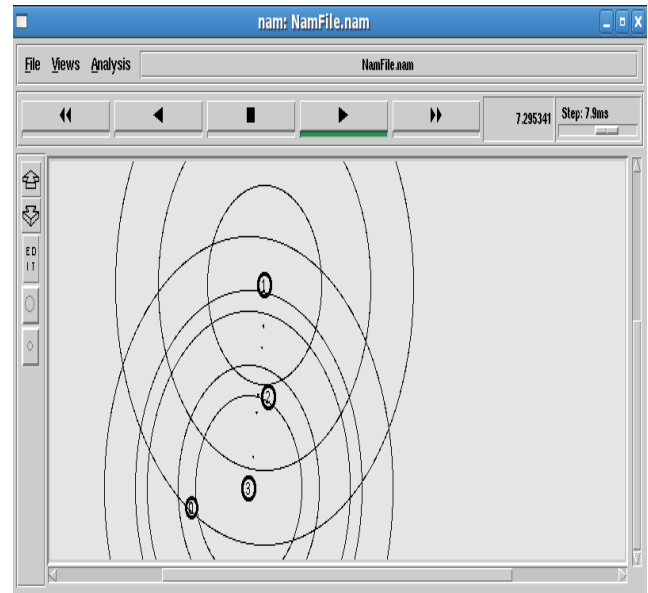 nam: NamFile.nam
File Views Analysis NamFile.nam
7.295341 Step: 7.9ms
ED
IT
1
2
3
0